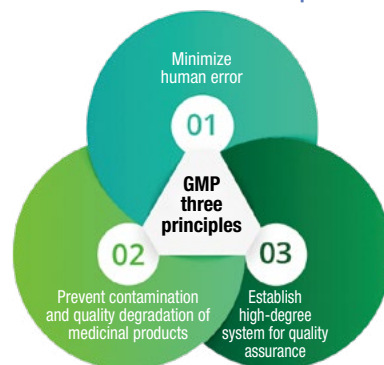 Minimize
human error
01
GMP
three
principles
02
03
Prevent contamination
and quality degradation of
medicinal products
Establish
high-degree
system for quality
assurance